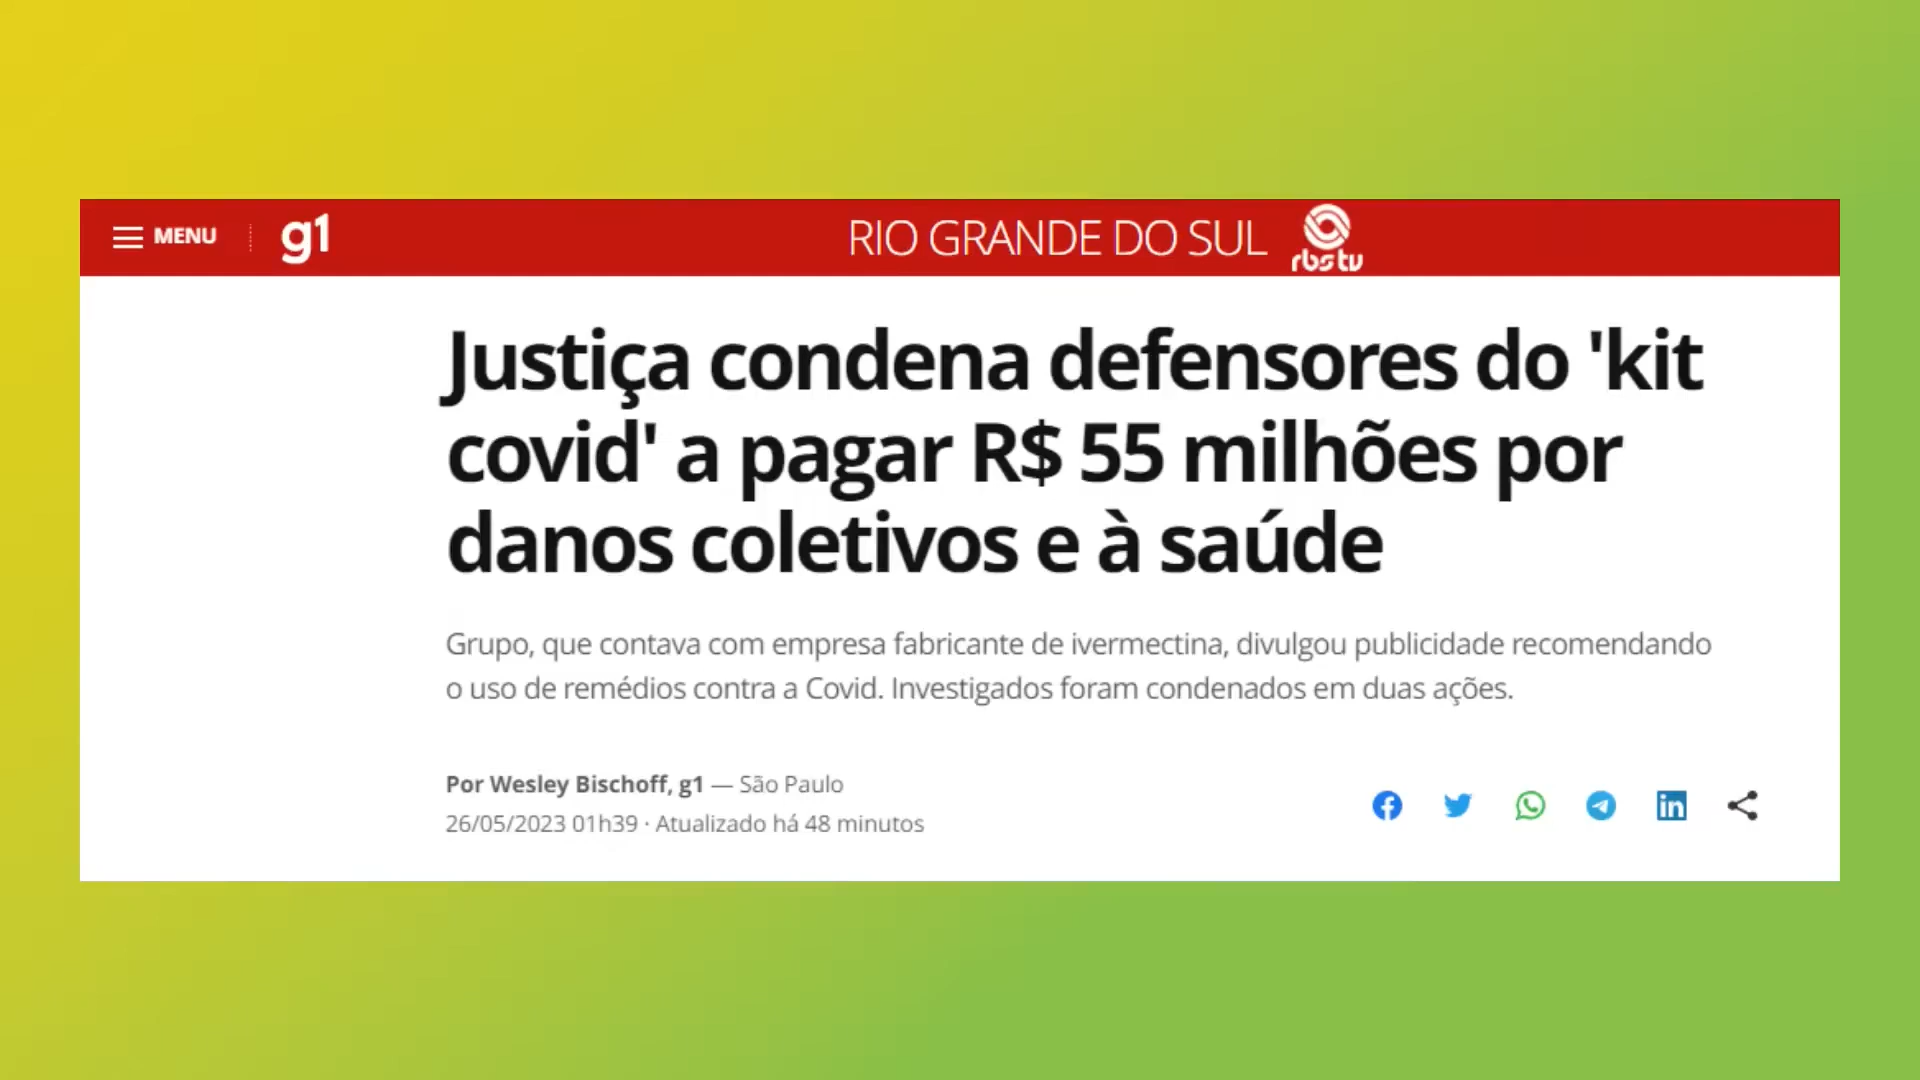 MENU
g1
RIO GRANDE DO SUL
rbs tv
Justiça condena defensores do 'kit
covid' a pagar R$ 55 milhões por
danos coletivos e à saúde
Grupo, que contava com empresa fabricante de ivermectina, divulgou publicidade recomendando
o uso de remédios contra a Covid. Investigados foram condenados em duas ações.
Por Wesley Bischoff, g1 — São Paulo
26/05/2023 01h39 · Atualizado há 48 minutos